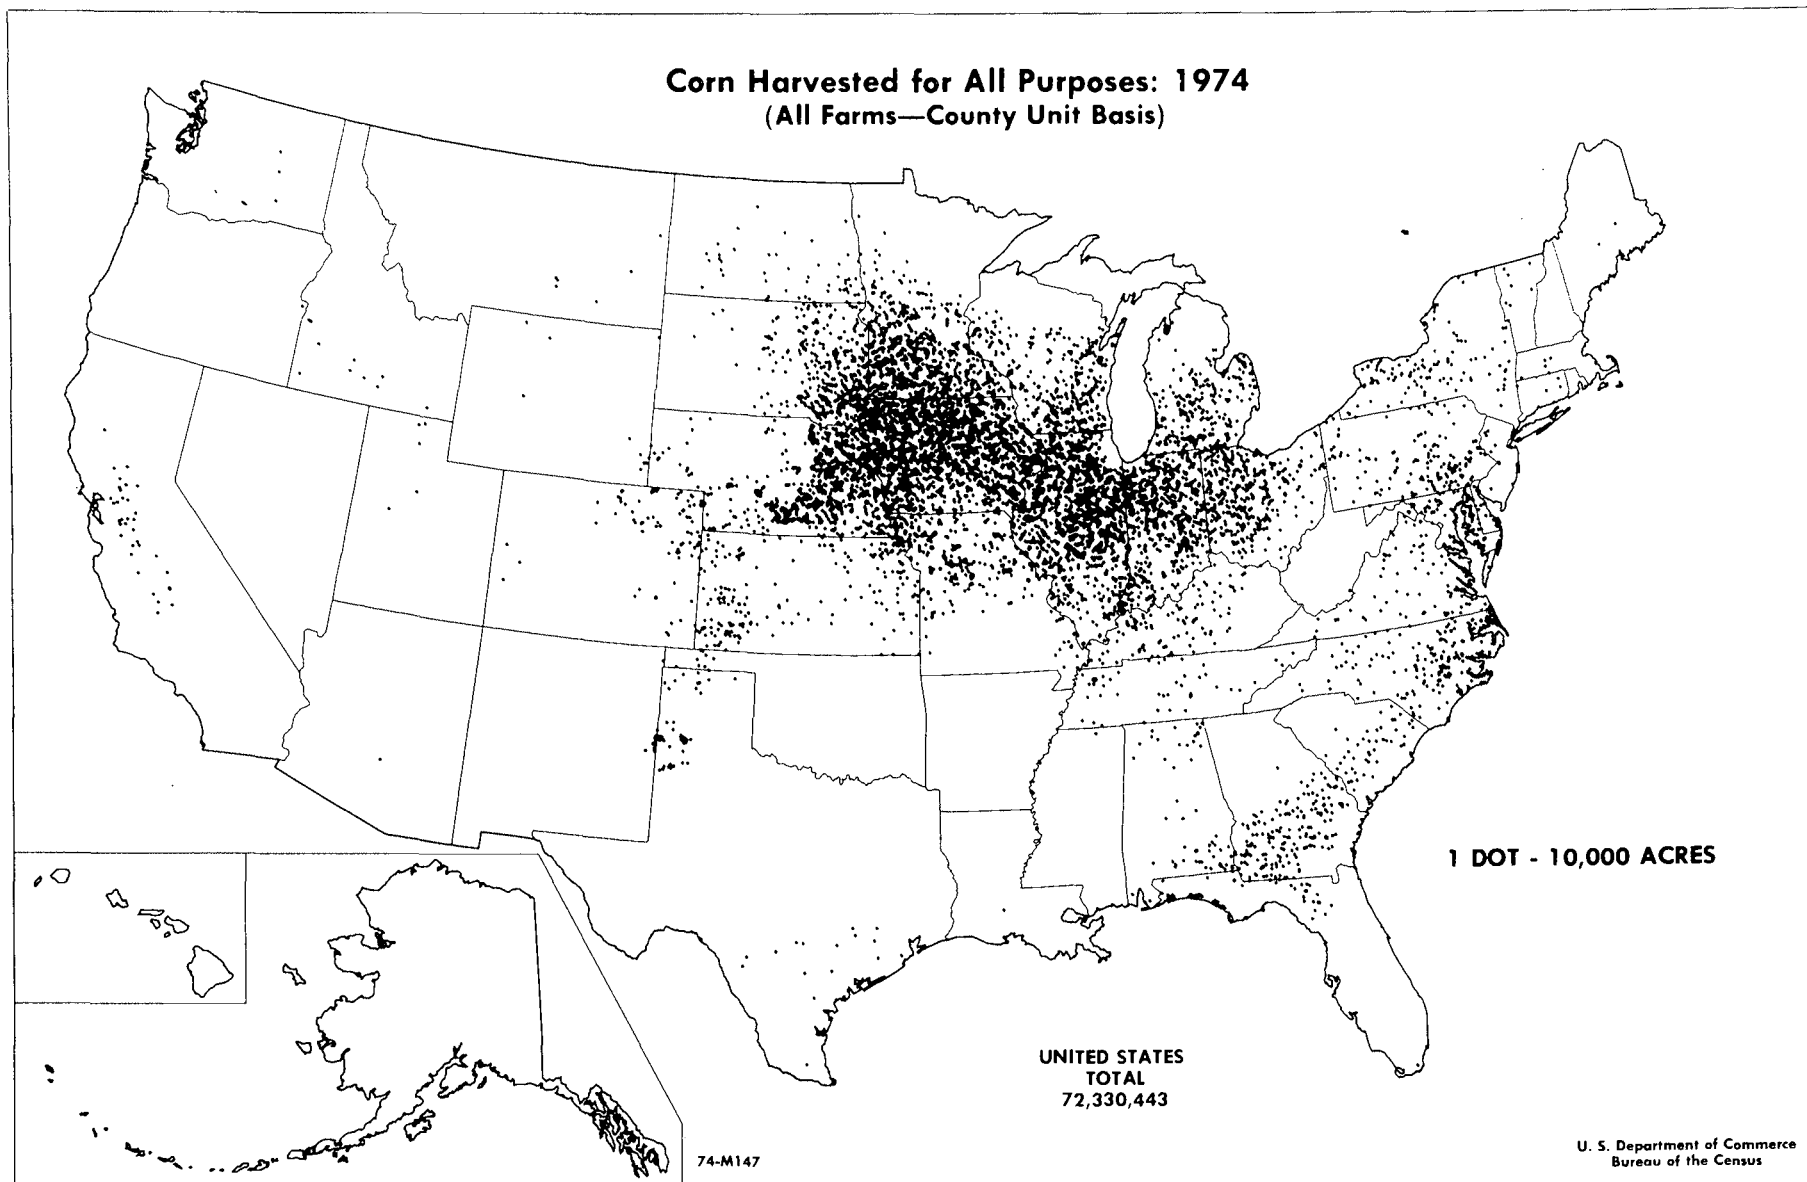 Corn Harvested for All Purposes: 1974
(All Farms—County Unit Basis)
1 DOT - 10,000 ACRES
UNITED STATES
TOTAL
72,330,443
74-M147
U. S. Department of Commerce
Bureau of the Census